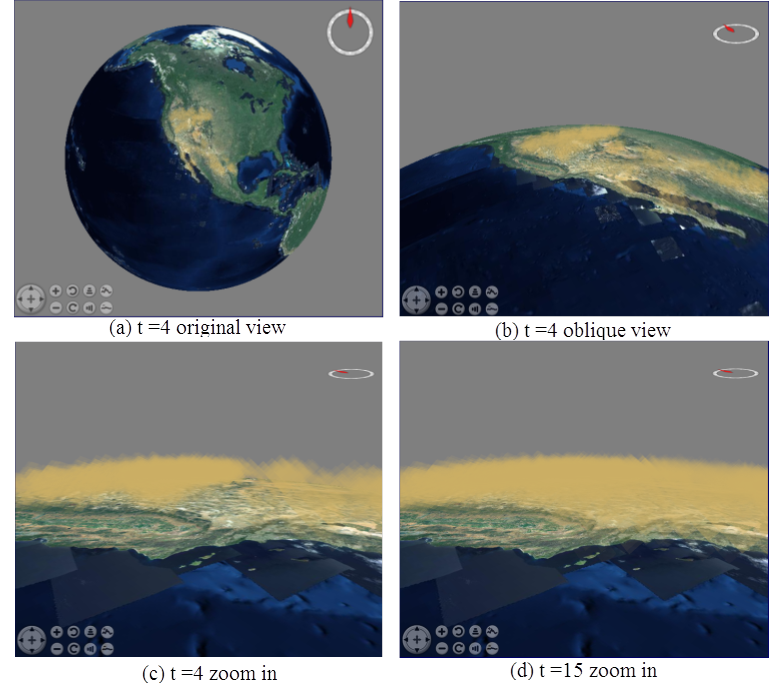 (a) t =4 original view
(b) t =4 oblique view
(c) t =4 zoom in
(d) t =15 zoom in